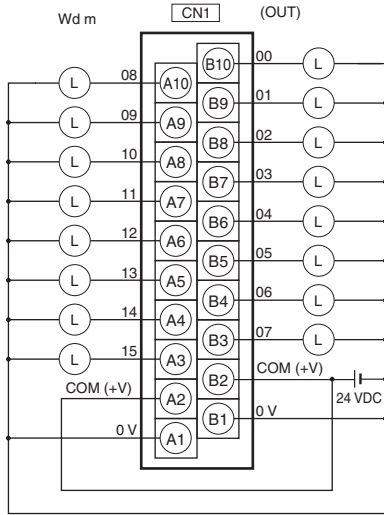 Wd m CN1 (OUT)
B10 00 L
L 08 A10
B9 01 L
L 09 A9
B8 02 L
L 10 A8
B7 03 L
L 11 A7
B6 04 L
L 12 A6
B5 05 L
L 13 A5
B4 06 L
L 14 A4
B3 07 L
L 15 A3
B2 COM (+V)
COM (+V) A2
24 VDC
B1 0 V
0 V A1